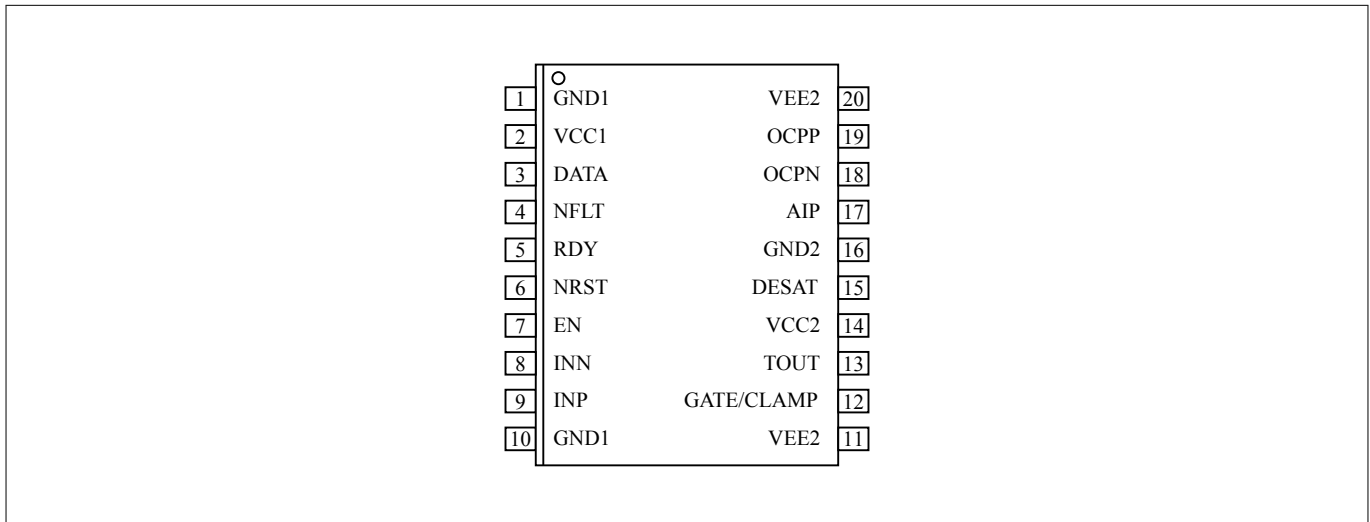 1 GND1 VEE2 20
2 VCC1 OCPP 19
3 DATA OCPN 18
4 NFLT AIP 17
5 RDY GND2 16
6 NRST DESAT 15
7 EN VCC2 14
8 INN TOUT 13
9 INP GATE/CLAMP 12
10 GND1 VEE2 11